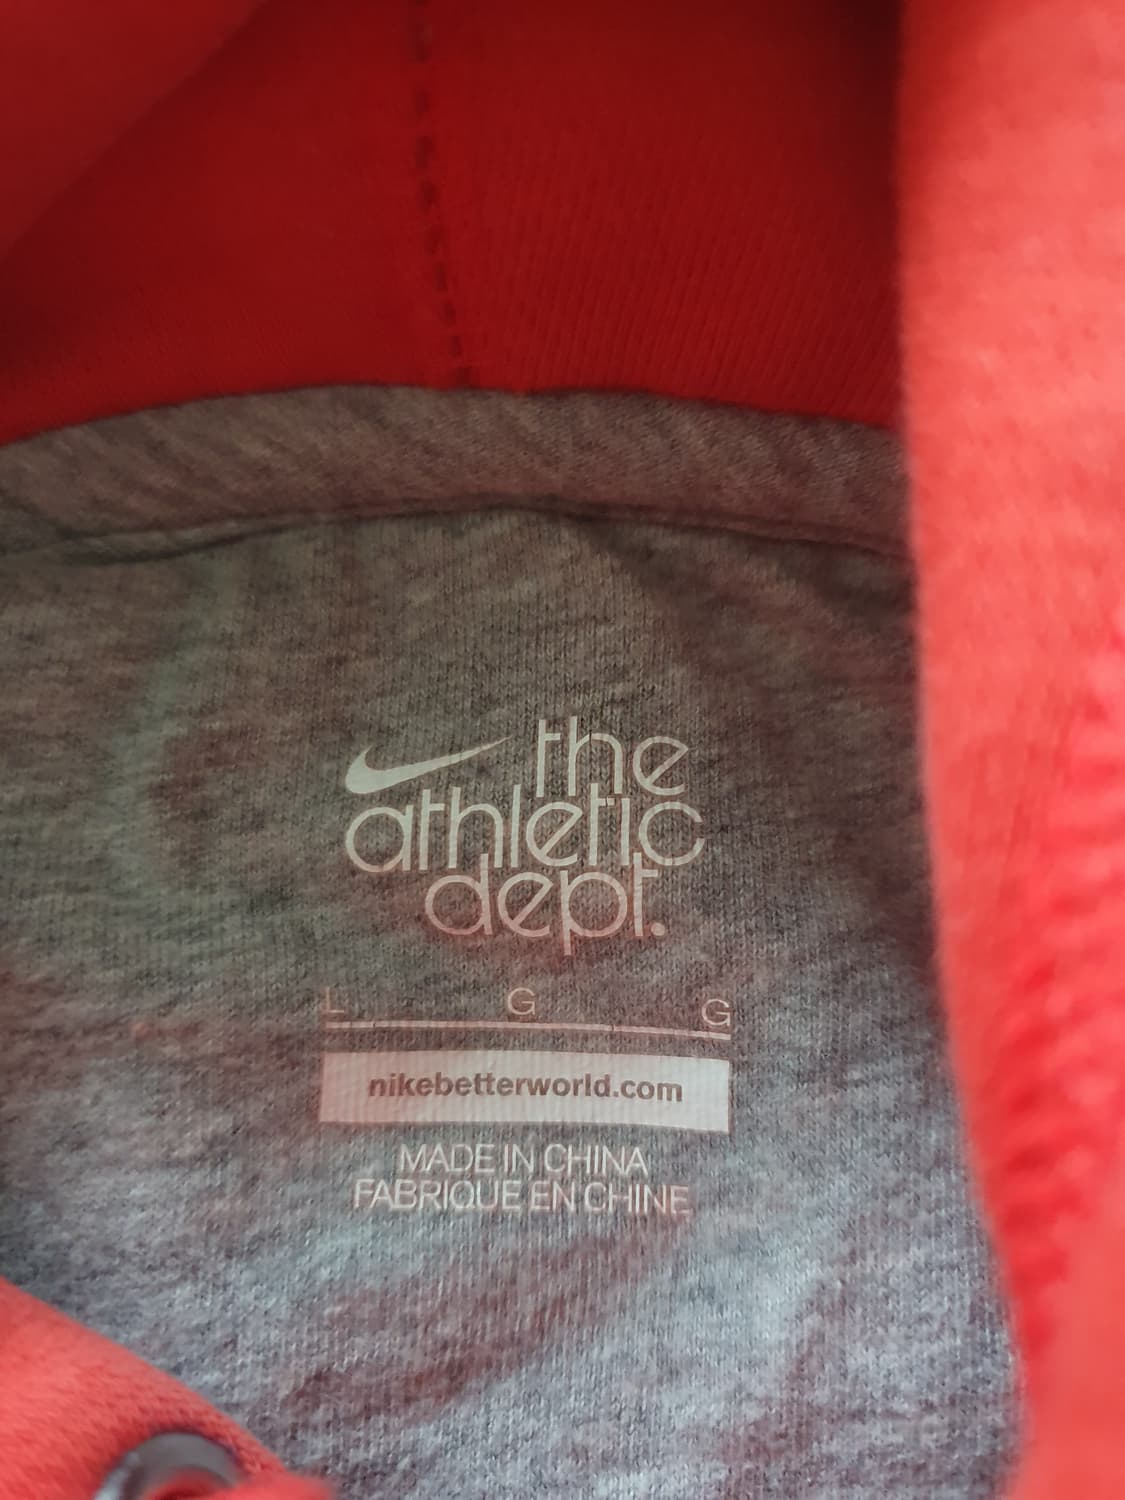 the
athletic
dept.
L G G
nikebetterworld.com
MADE IN CHINA
FABRIQUE EN CHINE